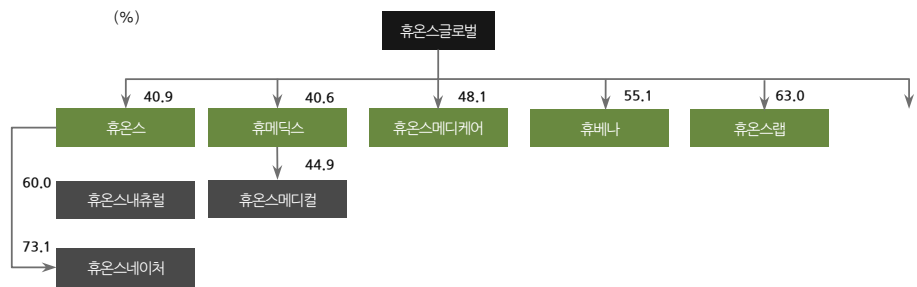 (%)
휴온스글로벌
40.9
40.6
48.1
55.1
63.0
휴온스
휴메딕스
휴온스메디케어
휴베나
휴온스랩
44.9
60.0
휴온스내츄럴
휴온스메디컬
73.1
휴온스네이처